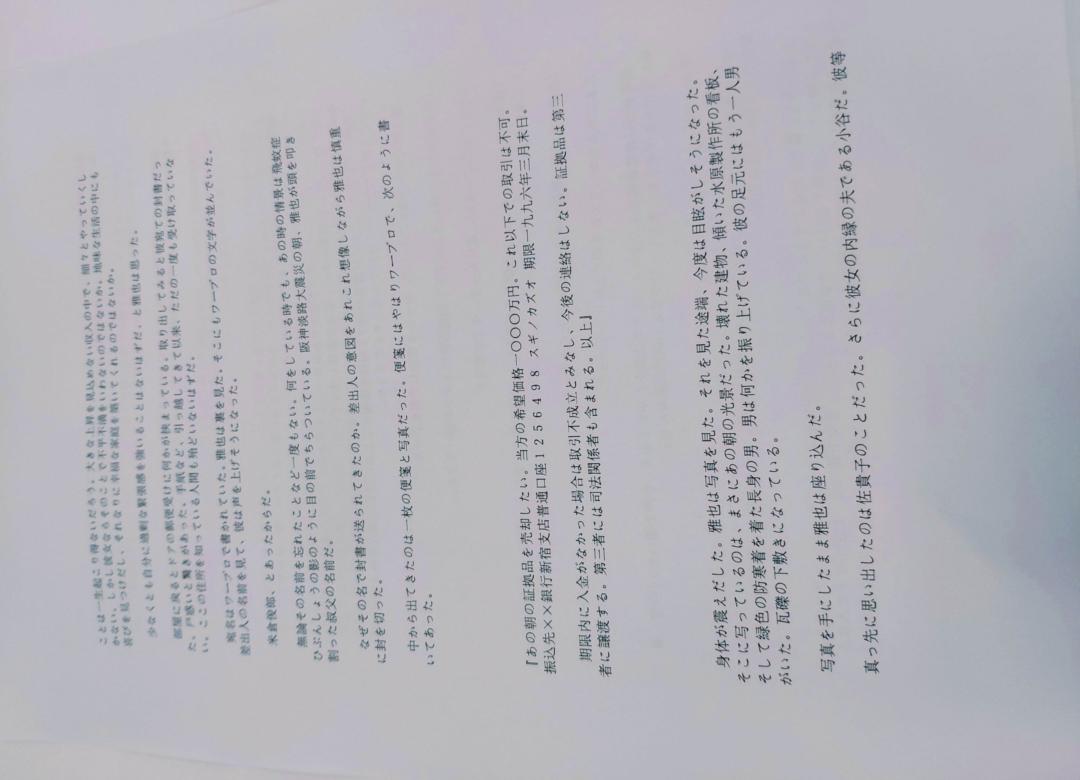 ことは一生起こり得ないだろう。大きな上昇を見込めない収入の中で、細々とやっていくし
かない。しかし彼女ならそのことで不平不満をいわないのではないか。地味な生活の中にも
喜びを見つけだし、それなりに幸福な家庭を築いてくれるのではないか。
少なくとも自分に過剰な緊張感を強いることはないはずだ、と雅也は思った。
部屋に戻るとドアの郵便受けに何かが挟まっている。取り出してみると彼宛ての封書だっ
た。戸惑いと驚きがあった。手紙など、引っ越してきて以来、ただの一度も受け取っていな
い。ここの住所を知っている人間も殆どいないはずだ。
宛名はワープロで書かれていた。雅也は裏を見た。そこにもワープロの文字が並んでいた。
差出人の名前を見て、彼は声を上げそうになった。
米倉俊郎、とあったからだ。
無論その名前を忘れたことなど一度もない。何をしている時でも、あの時の情景は飛蚊症
ひぶんしょうの影のように目の前でちらついている。阪神淡路大震災の朝、雅也が頭を叩き
割った叔父の名前だ。
なぜその名で封書が送られてきたのか。差出人の意図をあれこれ想像しながら雅也は慎重
に封を切った。
中から出てきたのは一枚の便箋と写真だった。便箋にはやはりワープロで、次のように書
いてあった。
『あの朝の証拠品を売却したい。当方の希望価格一〇〇〇万円。これ以下での取引は不可。
振込先××銀行新宿支店普通口座１２５６４９８ スギノカズオ 期限一九九六年三月末日。
期限内に入金がなかった場合は取引不成立とみなし、今後の連絡はしない。証拠品は第三
者に譲渡する。第三者には司法関係者も含まれる。以上』
身体が震えだした。雅也は写真を見た。それを見た途端、今度は目眩がしそうになった。
そこに写っているのは、まさにあの朝の光景だった。壊れた建物、傾いた水原製作所の看板、
そして緑色の防寒着を着た長身の男。男は何かを振り上げている。彼の足元にはもう一人男
がいた。瓦礫の下敷きになっている。
写真を手にしたまま雅也は座り込んだ。
真っ先に思い出したのは佐貴子のことだった。さらに彼女の内縁の夫である小谷だ。彼等